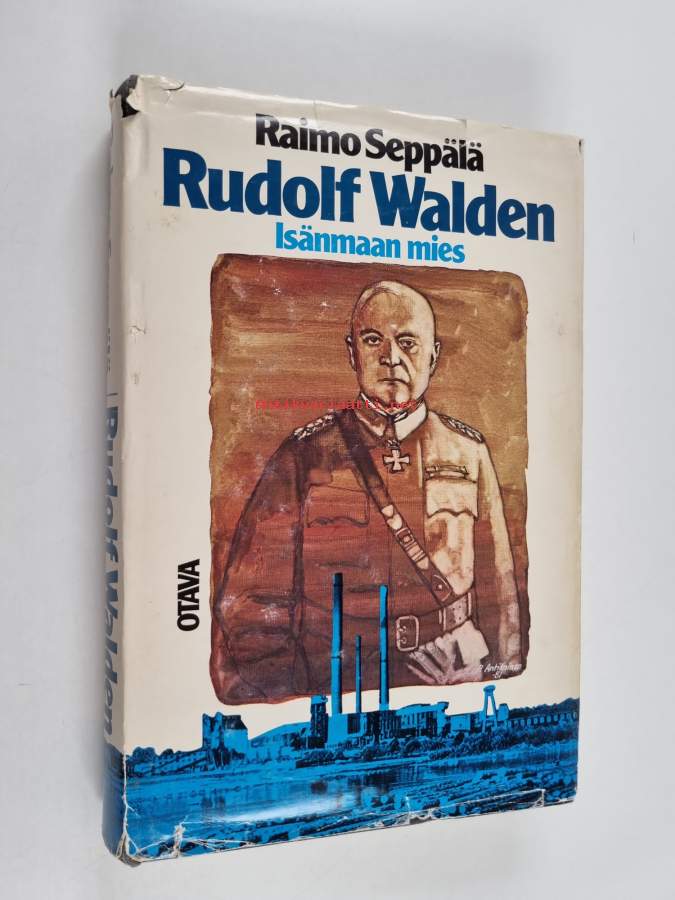 Raimo Seppälä
Rudolf Walden
Isänmaan mies
OTAVA
Rudolf Walden